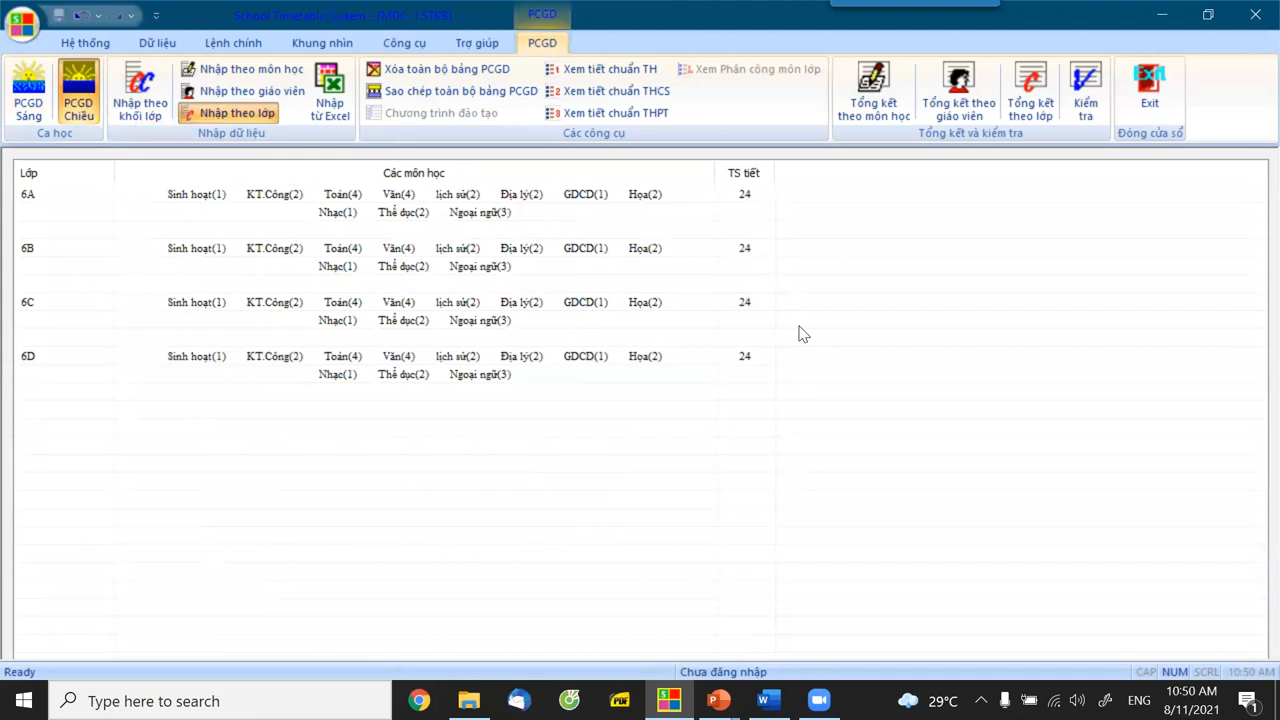 School Timetable System - (MDC_1.STKB)
PCGD
Hệ thống Dữ liệu Lệnh chính Khung nhìn Công cụ Trợ giúp PCGD
PCGD Sáng
PCGD Chiều
Ca học
Nhập theo khối lớp
Nhập theo môn học
Nhập theo giáo viên
Nhập theo lớp
Nhập từ Excel
Nhập dữ liệu
Xóa toàn bộ bảng PCGD
Sao chép toàn bộ bảng PCGD
Chương trình đào tạo
Xem tiết chuẩn TH
Xem tiết chuẩn THCS
Xem tiết chuẩn THPT
Xem Phân công môn lớp
Các công cụ
Tổng kết theo môn học
Tổng kết theo giáo viên
Tổng kết theo lớp
Kiểm tra
Tổng kết và kiểm tra
Exit
Đóng cửa sổ
Lớp Các môn học TS tiết
6A Sinh hoạt(1) KT.Công(2) Toán(4) Văn(4) lịch sử(2) Địa lý(2) GDCD(1) Họa(2) 24
Nhạc(1) Thể dục(2) Ngoại ngữ(3)
6B Sinh hoạt(1) KT.Công(2) Toán(4) Văn(4) lịch sử(2) Địa lý(2) GDCD(1) Họa(2) 24
Nhạc(1) Thể dục(2) Ngoại ngữ(3)
6C Sinh hoạt(1) KT.Công(2) Toán(4) Văn(4) lịch sử(2) Địa lý(2) GDCD(1) Họa(2) 24
Nhạc(1) Thể dục(2) Ngoại ngữ(3)
6D Sinh hoạt(1) KT.Công(2) Toán(4) Văn(4) lịch sử(2) Địa lý(2) GDCD(1) Họa(2) 24
Nhạc(1) Thể dục(2) Ngoại ngữ(3)
Ready Chưa đăng nhập CAP NUM SCRL 10:50 AM
Type here to search 29°C ENG 10:50 AM
8/11/2021